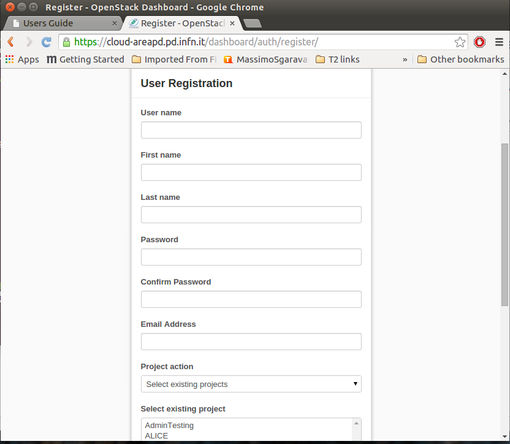 Register - OpenStack Dashboard - Google Chrome
Users Guide
Register - OpenStac
https://cloud-areapd.pd.infn.it/dashboard/auth/register/
Apps Getting Started Imported From Fi MassimoSgarava T2 links » Other bookmarks
User Registration
User name
First name
Last name
Password
Confirm Password
Email Address
Project action
Select existing projects
Select existing project
AdminTesting
ALICE